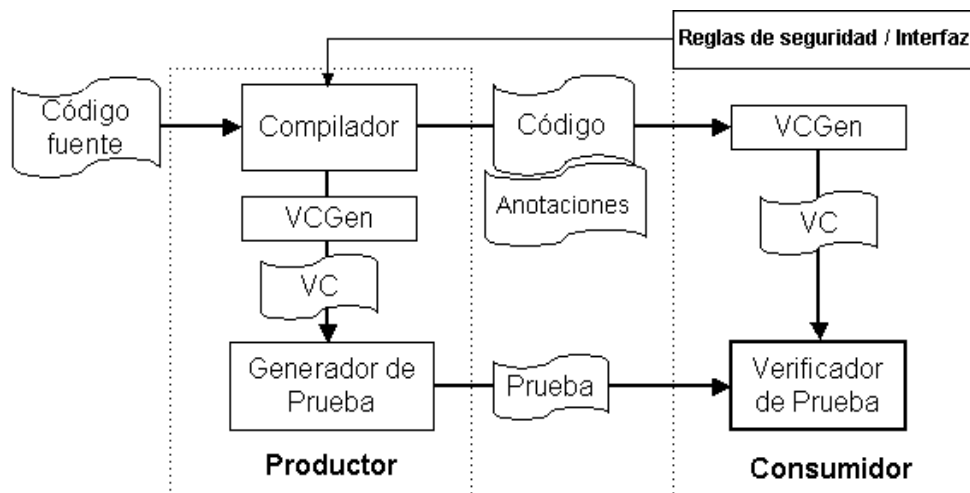 Reglas de seguridad / Interfaz
Código
fuente
Compilador
Código
VCGen
Anotaciones
VCGen
VC
VC
Generador de
Prueba
Prueba
Verificador
de Prueba
Productor
Consumidor